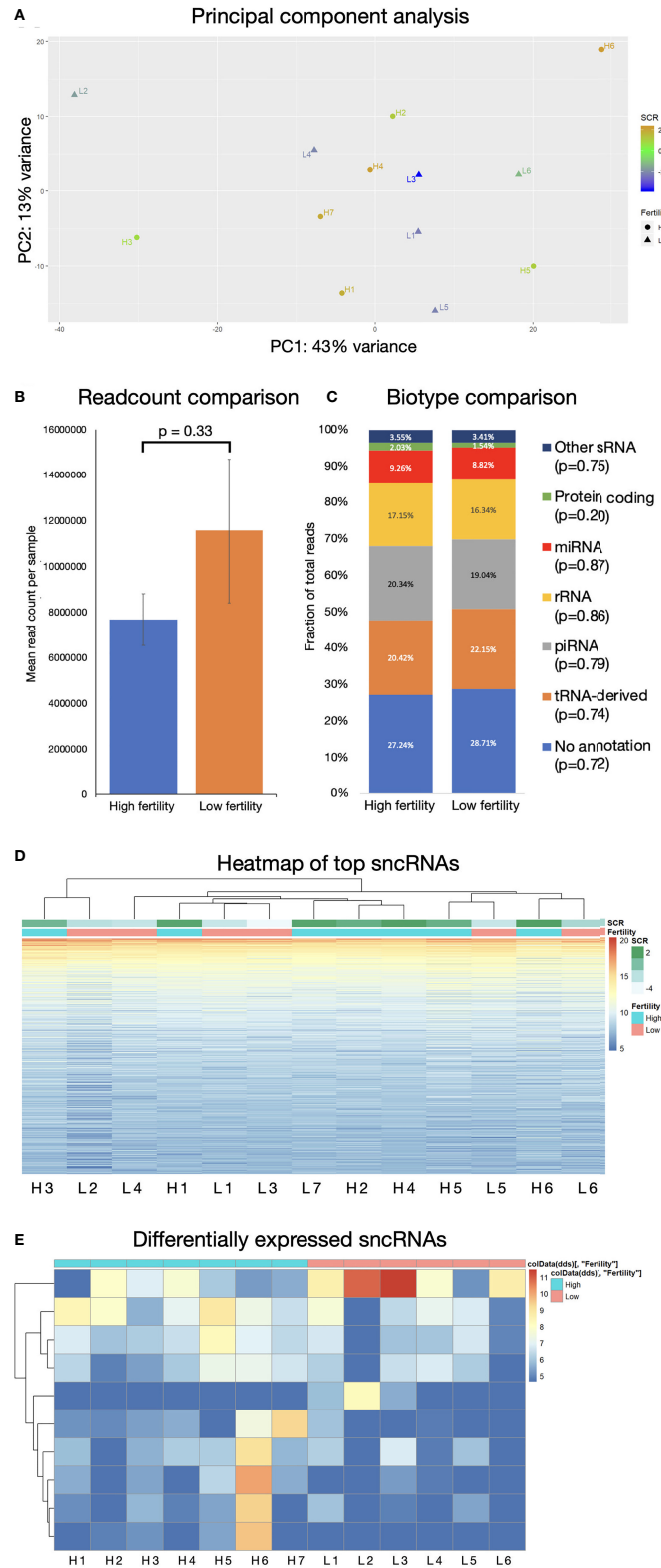 A
Principal component analysis
20
10
0
-10
PC2: 13% variance
L2
H6
H2
L4
H4
L3
L6
H7
L1
H3
H5
H1
L5
-40
-20
0
20
PC1: 43% variance
SCR
2
Fertili
H
L
B
Readcount comparison
p = 0.33
16000000
14000000
12000000
10000000
8000000
6000000
4000000
2000000
0
Mean read count per sample
High fertility
Low fertility
C
Biotype comparison
100%
90%
80%
70%
60%
50%
40%
30%
20%
10%
0%
Fraction of total reads
3.55%
3.41%
2.03%
1.54%
9.26%
8.82%
17.15%
16.34%
20.34%
19.04%
20.42%
22.15%
27.24%
28.71%
High fertility
Low fertility
Other sRNA
(p=0.75)
Protein coding
(p=0.20)
miRNA
(p=0.87)
rRNA
(p=0.86)
piRNA
(p=0.79)
tRNA-derived
(p=0.74)
No annotation
(p=0.72)
D
Heatmap of top sncRNAs
SCR
Fertility
20
15
10
5
SCR
2
-4
Fertility
High
Low
H3 L2 L4 H1 L1 L3 L7 H2 H4 H5 L5 H6 L6
E
Differentially expressed sncRNAs
colData(dds)[, "Fertility"]
colData(dds), "Fertility"]
High
Low
11
10
9
8
7
6
5
H1 H2 H3 H4 H5 H6 H7 L1 L2 L3 L4 L5 L6